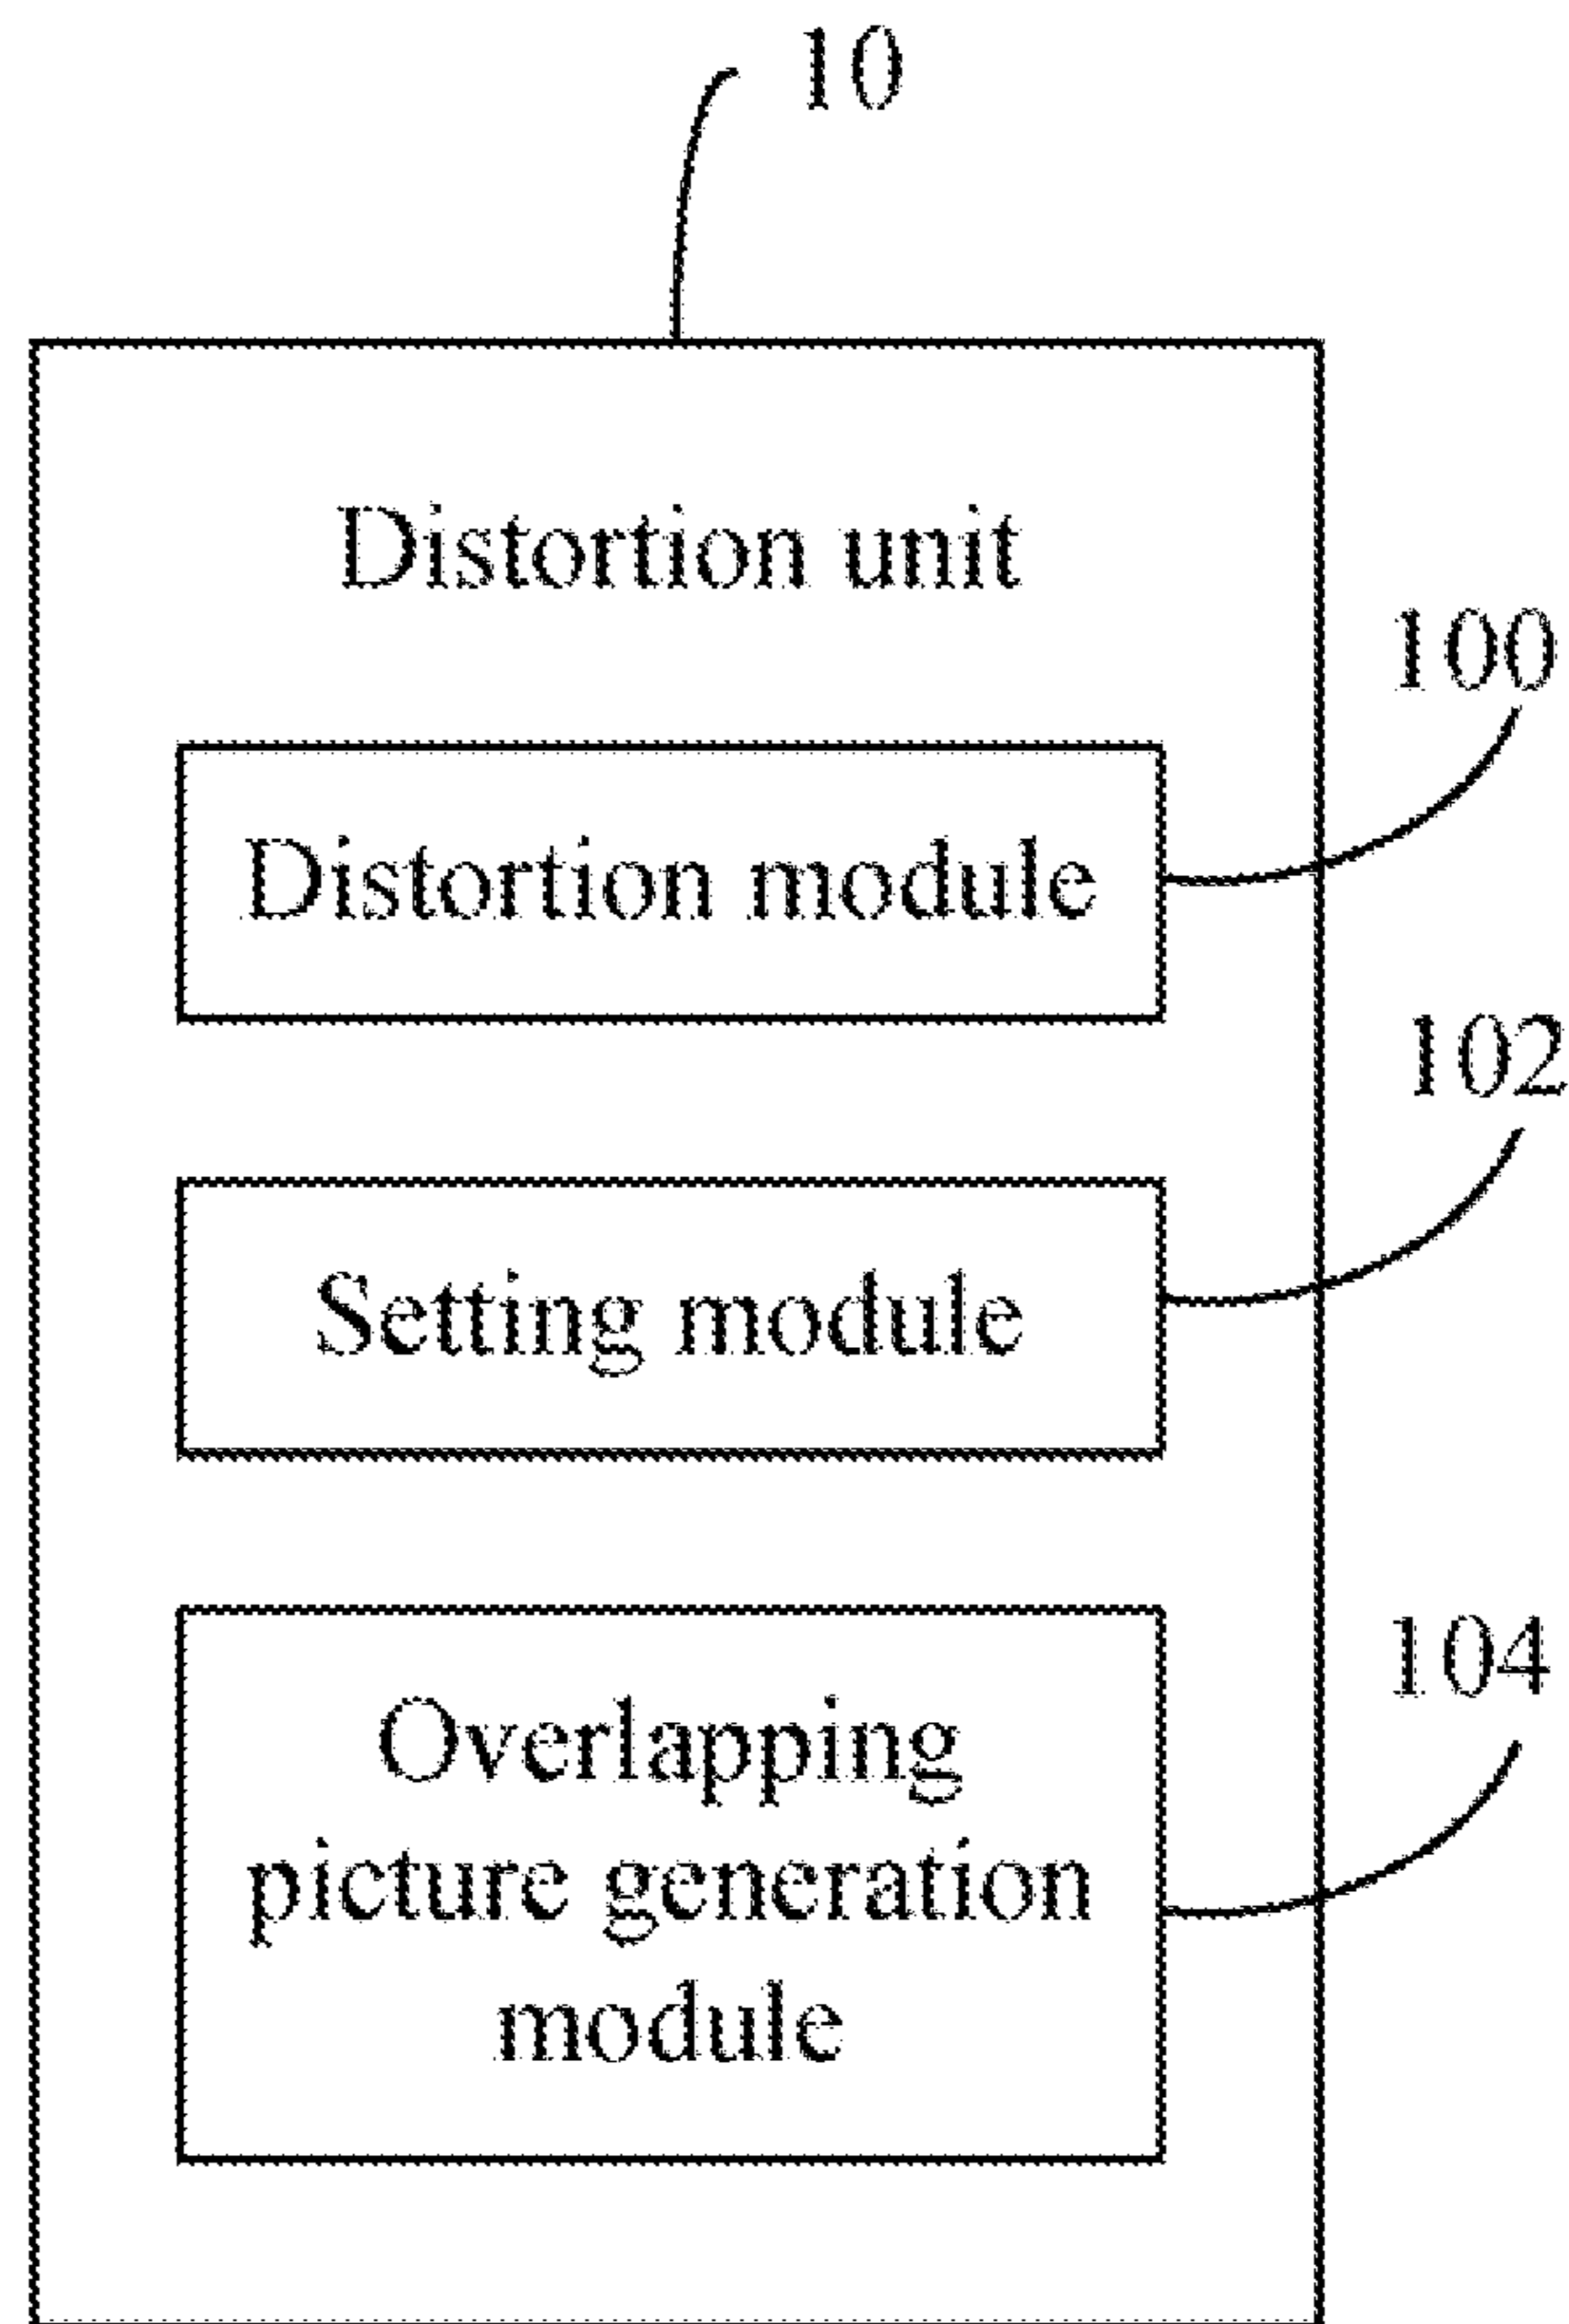 10
Distortion unit
100
Distortion module
102
Setting module
104
Overlapping
picture generation
module